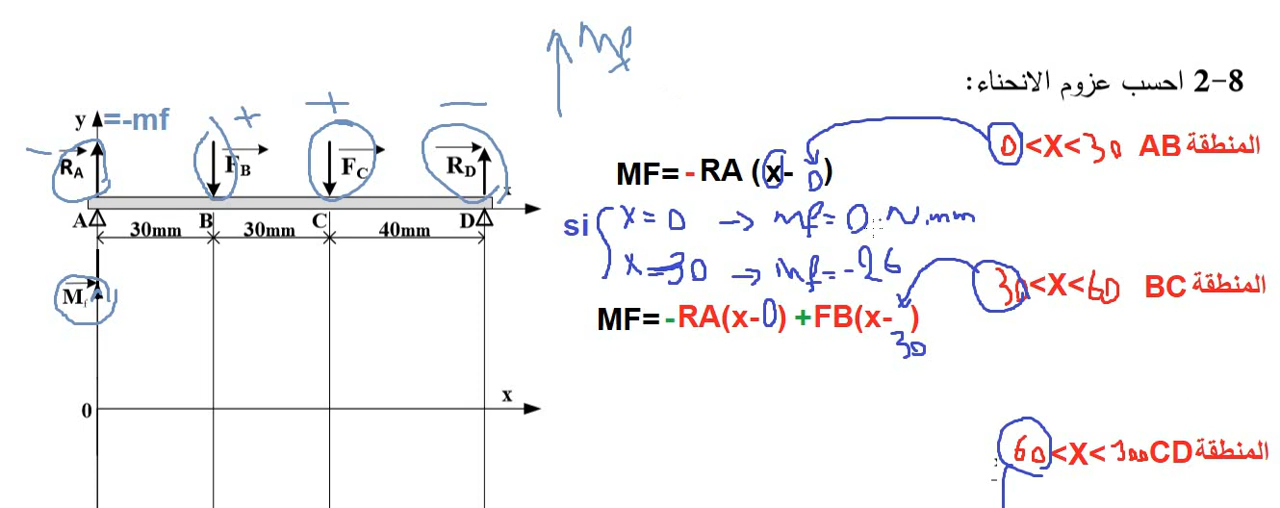 Mf
2-8 احسب عزوم الانحناء:
y =-mf
- + + -
RA FB FC RD x
A B C D
30mm 30mm 40mm
Mf
0 x
المنطقة AB 0<X<30
MF= -RA (x- 0)
si x = 0 → mf = 0 N.mm
x = 30 → mf = -26
المنطقة BC 30<X<60
MF= -RA(x-0) +FB(x- 30)
المنطقة CD 60<X<100